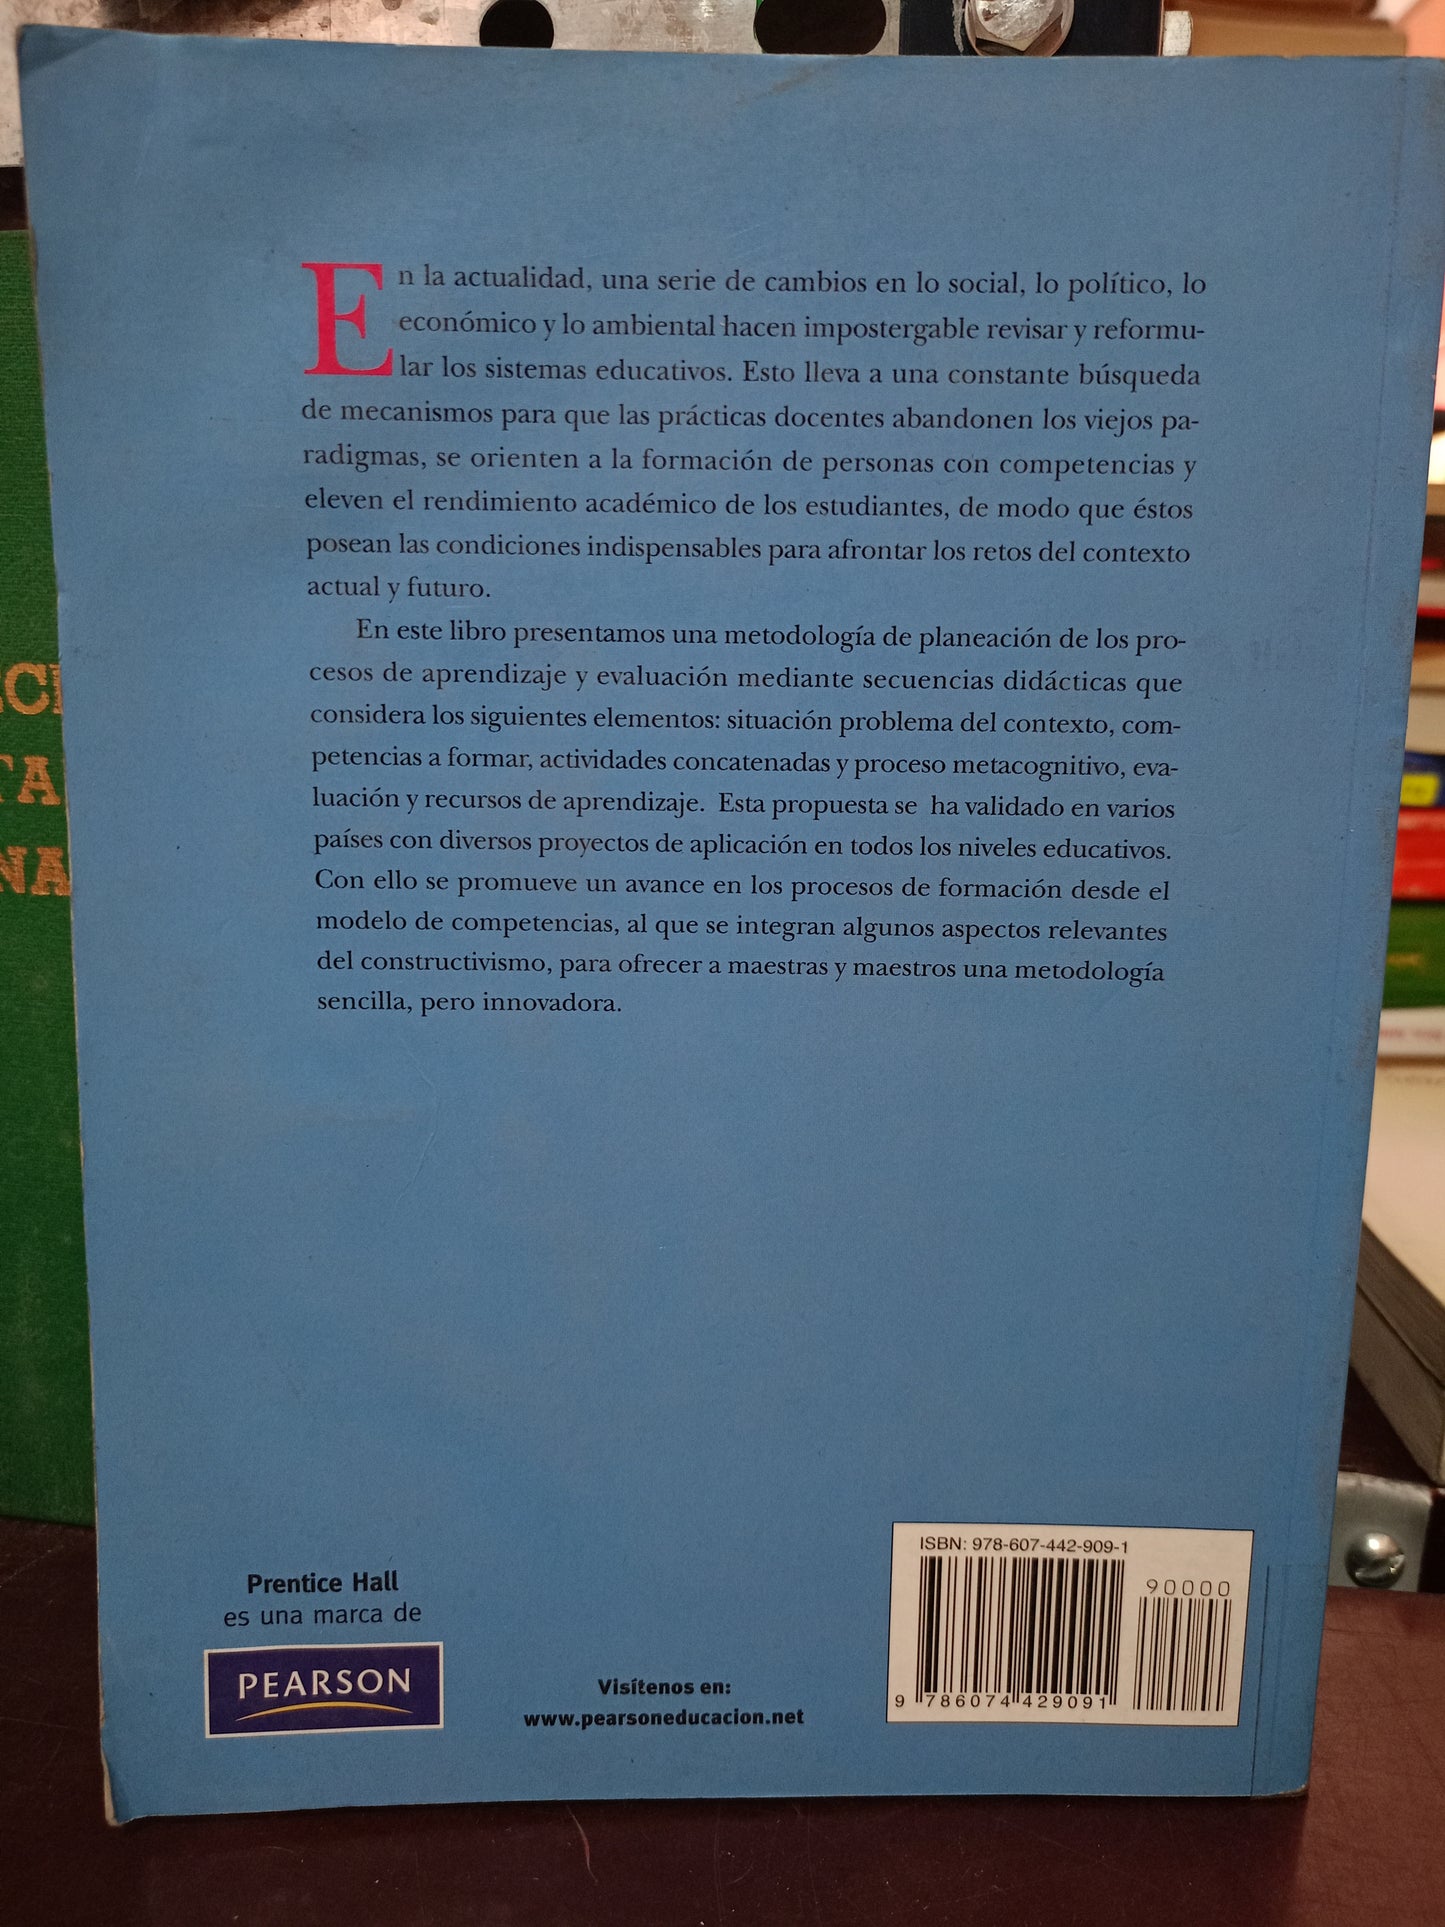 En la actualidad, una serie de cambios en lo social, lo político, lo
económico y lo ambiental hacen impostergable revisar y reformu-
lar los sistemas educativos. Esto lleva a una constante búsqueda
de mecanismos para que las prácticas docentes abandonen los viejos pa-
radigmas, se orienten a la formación de personas con competencias y
eleven el rendimiento académico de los estudiantes, de modo que éstos
posean las condiciones indispensables para afrontar los retos del contexto
actual y futuro.
En este libro presentamos una metodología de planeación de los pro-
cesos de aprendizaje y evaluación mediante secuencias didácticas que
considera los siguientes elementos: situación problema del contexto, com-
petencias a formar, actividades concatenadas y proceso metacognitivo, eva-
luación y recursos de aprendizaje. Esta propuesta se ha validado en varios
países con diversos proyectos de aplicación en todos los niveles educativos.
Con ello se promueve un avance en los procesos de formación desde el
modelo de competencias, al que se integran algunos aspectos relevantes
del constructivismo, para ofrecer a maestras y maestros una metodología
sencilla, pero innovadora.
Prentice Hall
es una marca de
PEARSON
Visítenos en:
www.pearsoneducacion.net
ISBN: 978-607-442-909-1
90000
9 786074 429091